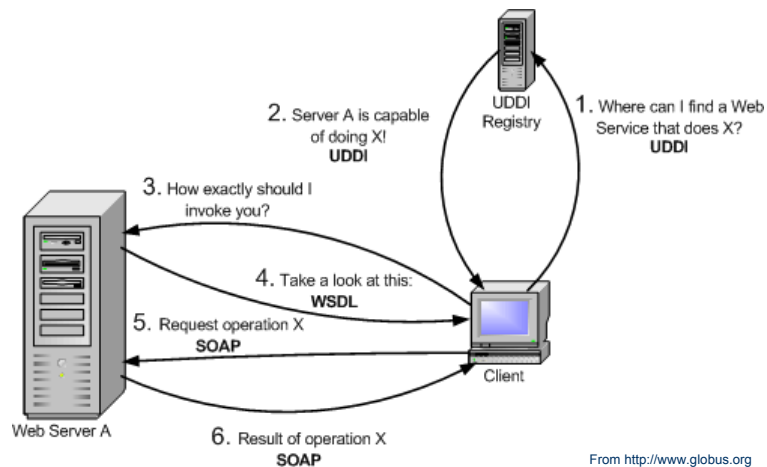 UDDI
Registry
1. Where can I find a Web
Service that does X?
UDDI
2. Server A is capable
of doing X!
UDDI
3. How exactly should I
invoke you?
4. Take a look at this:
WSDL
5. Request operation X
SOAP
Client
Web Server A
6. Result of operation X
SOAP
From http://www.globus.org